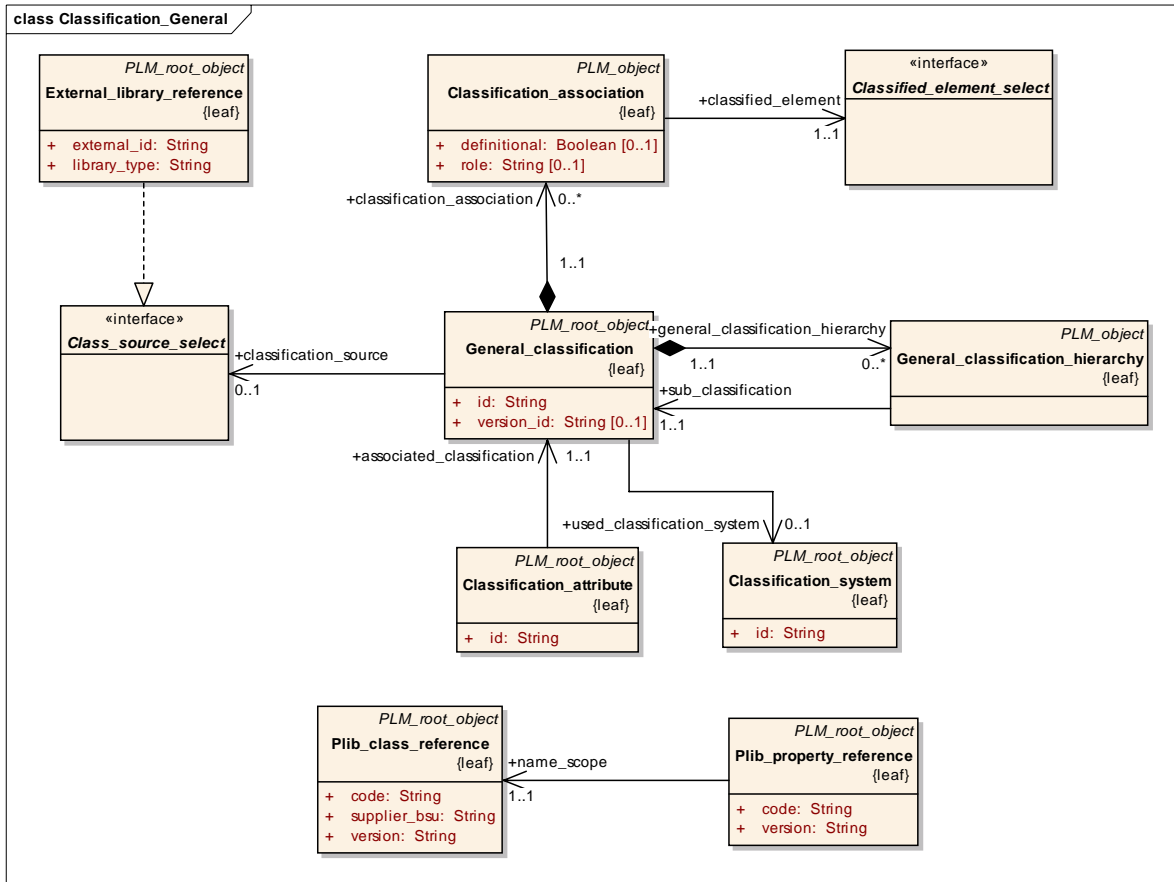 class Classification_General
PLM_root_object
External_library_reference
{leaf}
+ external_id: String
+ library_type: String
PLM_object
Classification_association
{leaf}
+ definitional: Boolean [0..1]
+ role: String [0..1]
+classified_element
1..1
«interface»
Classified_element_select
+classification_association
0..*
1..1
«interface»
Class_source_select
+classification_source
0..1
PLM_root_object
General_classification
{leaf}
+ id: String
+ version_id: String [0..1]
+general_classification_hierarchy
1..1
0..*
+sub_classification
1..1
PLM_object
General_classification_hierarchy
{leaf}
+associated_classification
1..1
+used_classification_system
0..1
PLM_root_object
Classification_attribute
{leaf}
+ id: String
PLM_root_object
Classification_system
{leaf}
+ id: String
PLM_root_object
Plib_class_reference
{leaf}
+ code: String
+ supplier_bsu: String
+ version: String
+name_scope
1..1
PLM_root_object
Plib_property_reference
{leaf}
+ code: String
+ version: String